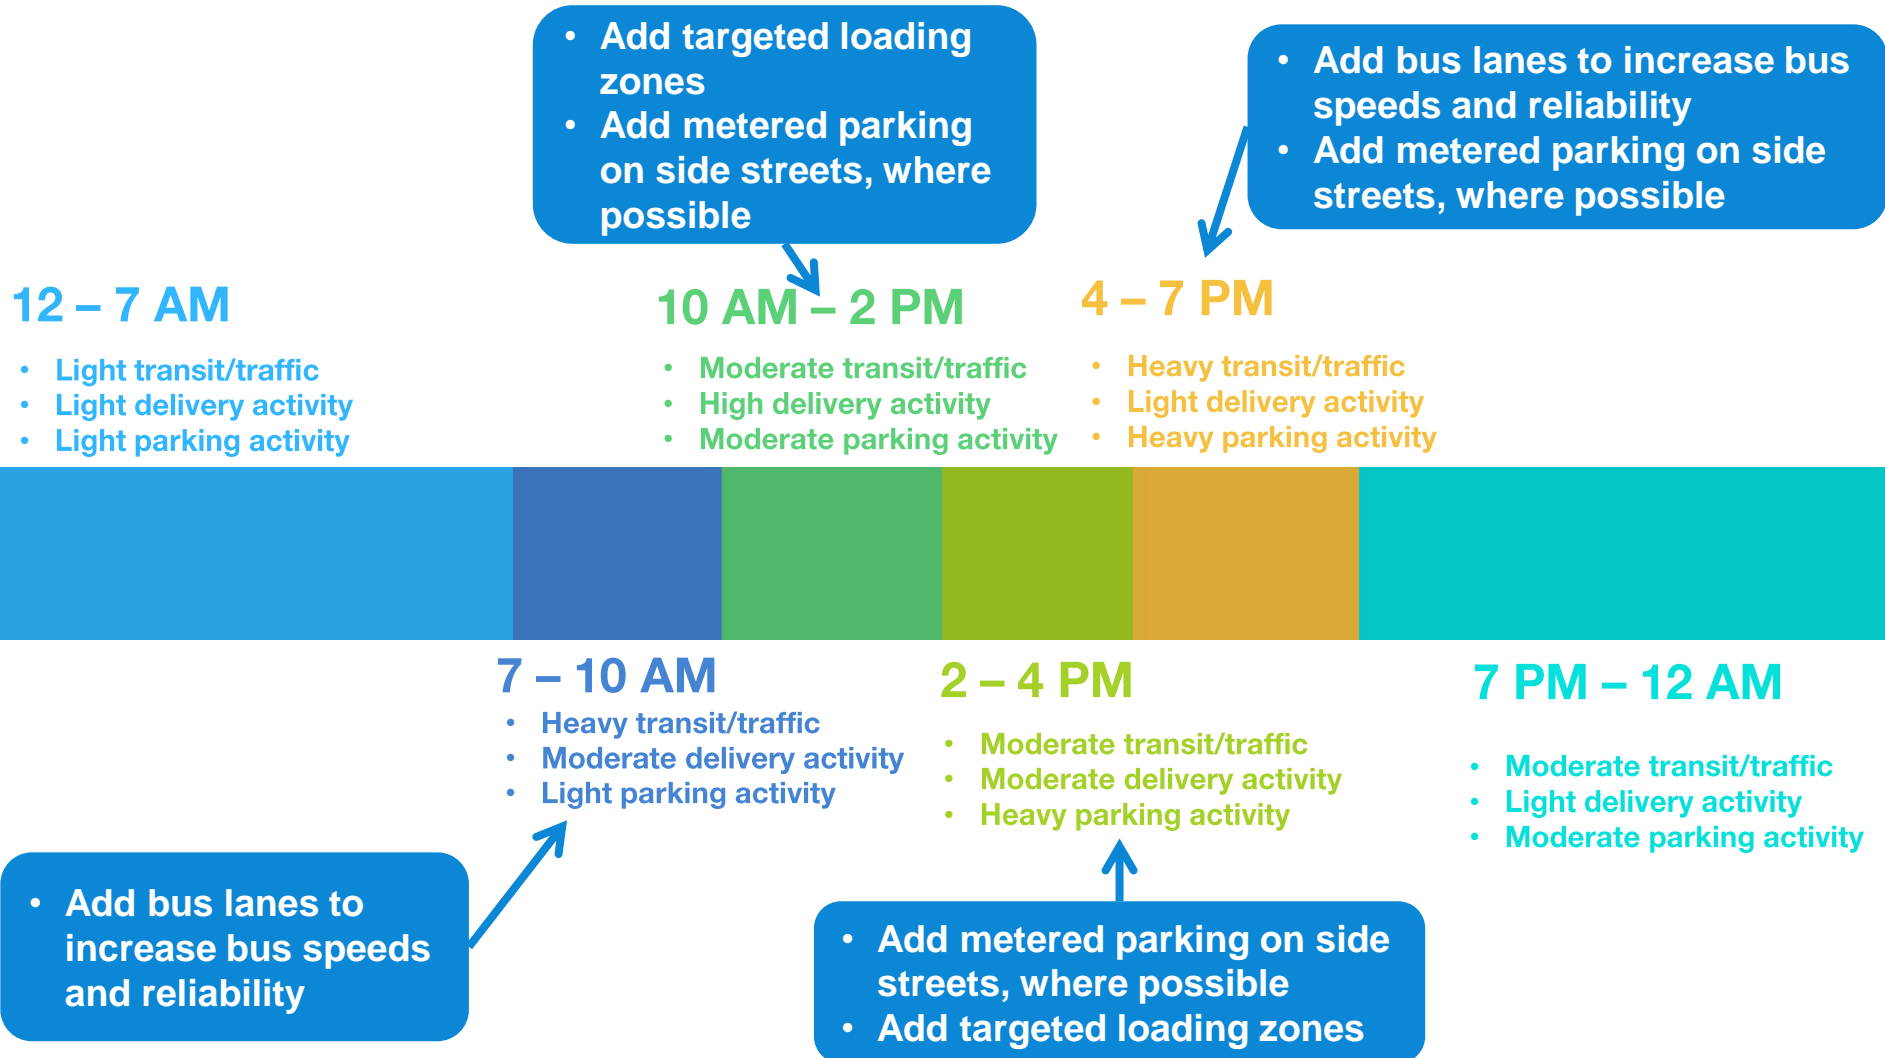 • Add targeted loading
zones
• Add metered parking
on side streets, where
possible
• Add bus lanes to increase bus
speeds and reliability
• Add metered parking on side
streets, where possible
12 – 7 AM
• Light transit/traffic
• Light delivery activity
• Light parking activity
10 AM – 2 PM
• Moderate transit/traffic
• High delivery activity
• Moderate parking activity
4 – 7 PM
• Heavy transit/traffic
• Light delivery activity
• Heavy parking activity
7 – 10 AM
• Heavy transit/traffic
• Moderate delivery activity
• Light parking activity
2 – 4 PM
• Moderate transit/traffic
• Moderate delivery activity
• Heavy parking activity
7 PM – 12 AM
• Moderate transit/traffic
• Light delivery activity
• Moderate parking activity
• Add bus lanes to
increase bus speeds
and reliability
• Add metered parking on side
streets, where possible
• Add targeted loading zones